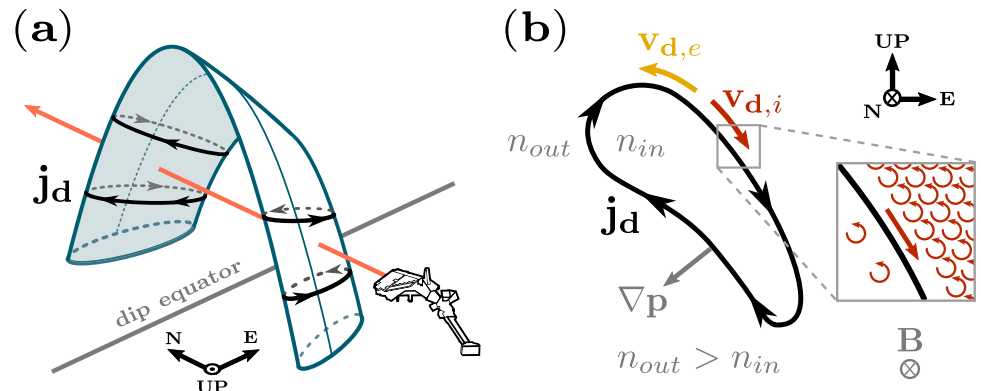 (a)
j_d
dip equator
N
E
UP
(b)
v_{d,e}
v_{d,i}
UP
N
E
n_{out}
n_{in}
j_d
∇p
n_{out} > n_{in}
B